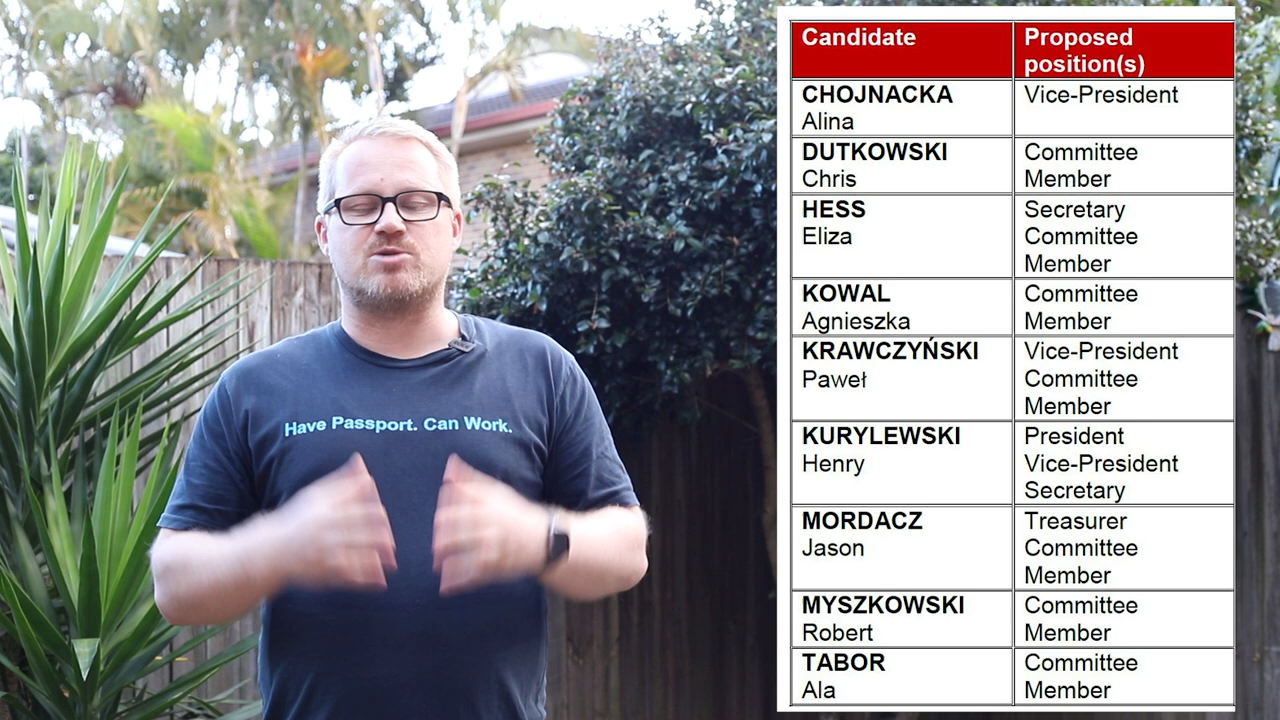 Have Passport. Can Work.
Candidate
Proposed
position(s)
CHOJNACKA
Alina
Vice-President
DUTKOWSKI
Chris
Committee
Member
HESS
Eliza
Secretary
Committee
Member
KOWAL
Agnieszka
Committee
Member
KRAWCZYŃSKI
Paweł
Vice-President
Committee
Member
KURYLEWSKI
Henry
President
Vice-President
Secretary
MORDACZ
Jason
Treasurer
Committee
Member
MYSZKOWSKI
Robert
Committee
Member
TABOR
Ala
Committee
Member